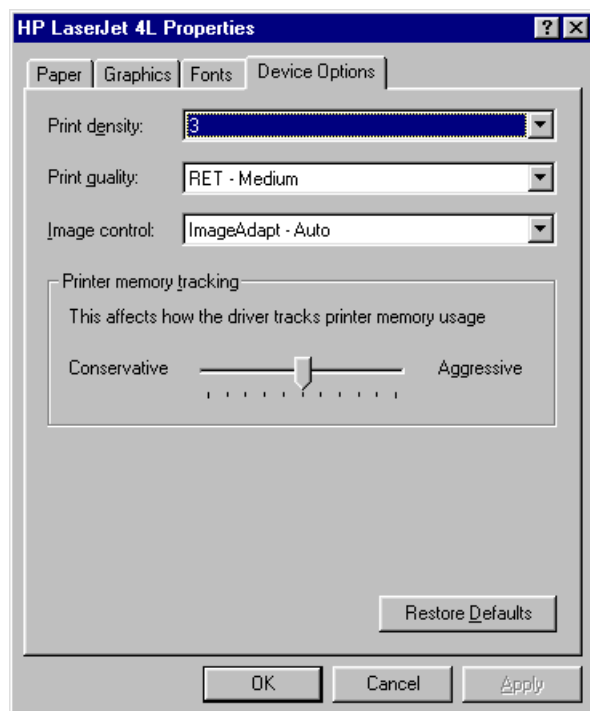 HP LaserJet 4L Properties
Paper Graphics Fonts Device Options
Print density: 3
Print quality: RET - Medium
Image control: ImageAdapt - Auto
Printer memory tracking
This affects how the driver tracks printer memory usage
Conservative Aggressive
Restore Defaults
OK Cancel Apply